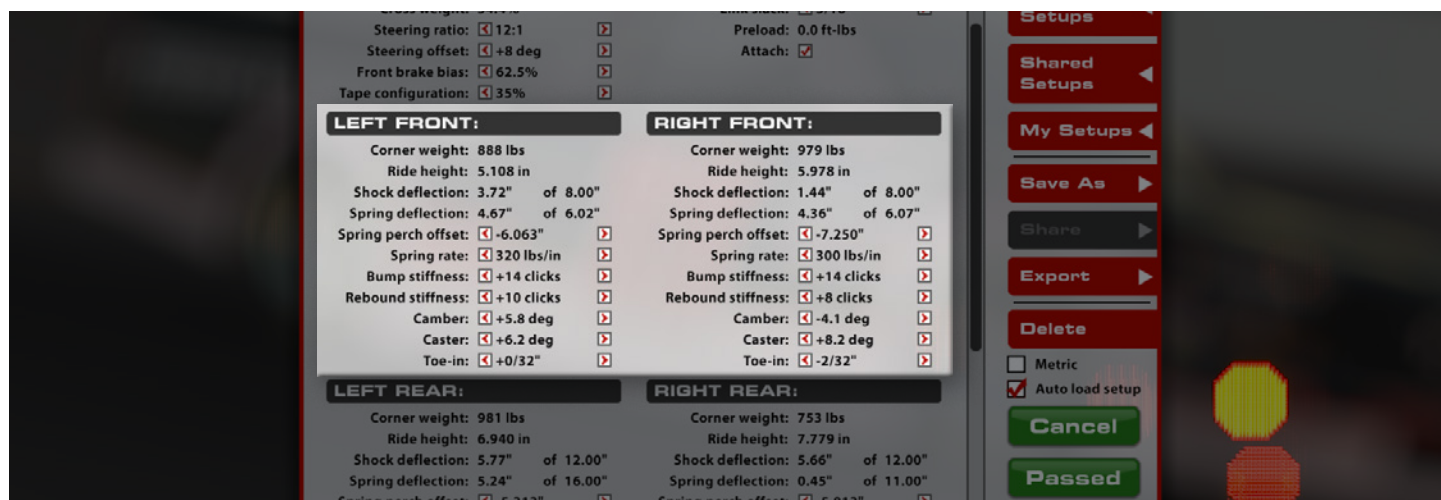 Steering ratio: 12:1
Steering offset: +8 deg
Front brake bias: 62.5%
Tape configuration: 35%
Preload: 0.0 ft-lbs
Attach:
LEFT FRONT:
Corner weight: 888 lbs
Ride height: 5.108 in
Shock deflection: 3.72" of 8.00"
Spring deflection: 4.67" of 6.02"
Spring perch offset: -6.063"
Spring rate: 320 lbs/in
Bump stiffness: +14 clicks
Rebound stiffness: +10 clicks
Camber: +5.8 deg
Caster: +6.2 deg
Toe-in: +0/32"
RIGHT FRONT:
Corner weight: 979 lbs
Ride height: 5.978 in
Shock deflection: 1.44" of 8.00"
Spring deflection: 4.36" of 6.07"
Spring perch offset: -7.250"
Spring rate: 300 lbs/in
Bump stiffness: +14 clicks
Rebound stiffness: +8 clicks
Camber: -4.1 deg
Caster: +8.2 deg
Toe-in: -2/32"
LEFT REAR:
Corner weight: 981 lbs
Ride height: 6.940 in
Shock deflection: 5.77" of 12.00"
Spring deflection: 5.24" of 16.00"
RIGHT REAR:
Corner weight: 753 lbs
Ride height: 7.779 in
Shock deflection: 5.66" of 12.00"
Spring deflection: 0.45" of 11.00"
Setups
Shared
Setups
My Setups
Save As
Share
Export
Delete
Metric
Auto load setup
Cancel
Passed